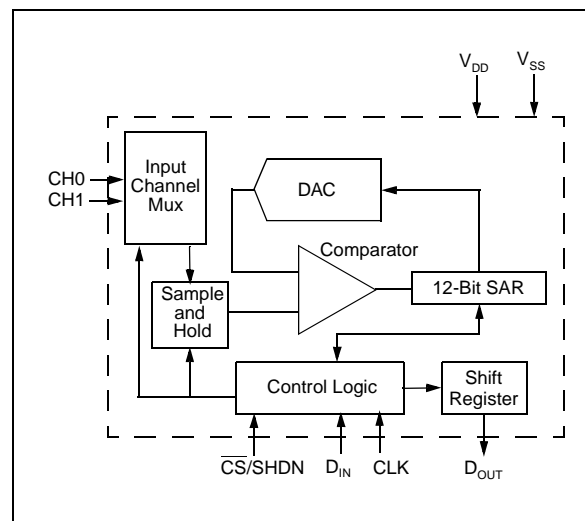 V_DD V_SS
Input
Channel
Mux
CH0
CH1
DAC
Comparator
12-Bit SAR
Sample
and
Hold
Control Logic
Shift
Register
C̅S̅/SHDN D_IN CLK D_OUT